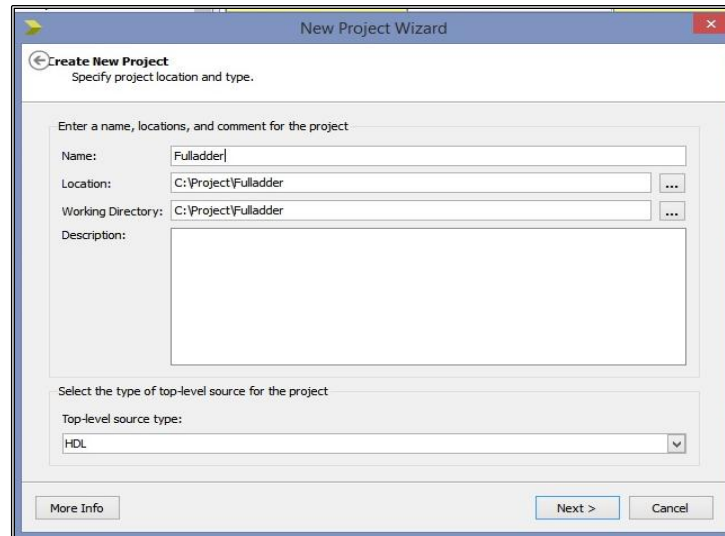 New Project Wizard
Create New Project
Specify project location and type.
Enter a name, locations, and comment for the project
Name: Fulladder
Location: C:\Project\Fulladder ...
Working Directory: C:\Project\Fulladder ...
Description:
Select the type of top-level source for the project
Top-level source type:
HDL
More Info Next > Cancel